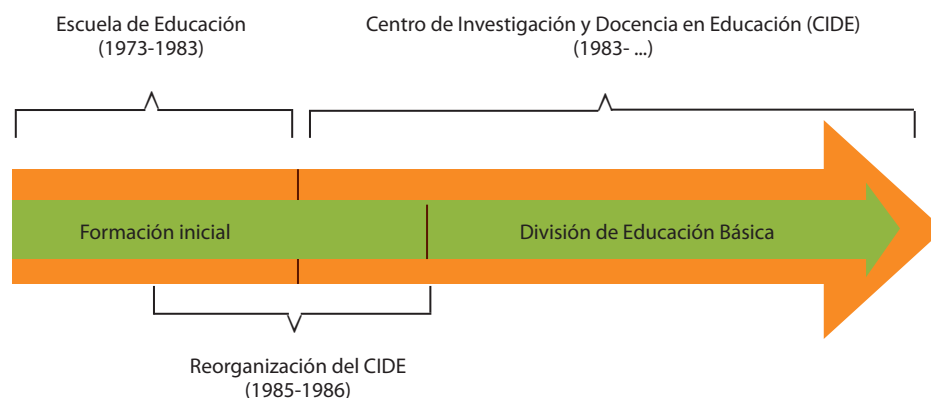 Escuela de Educación
(1973-1983)
Centro de Investigación y Docencia en Educación (CIDE)
(1983- ...)
Formación inicial
División de Educación Básica
Reorganización del CIDE
(1985-1986)